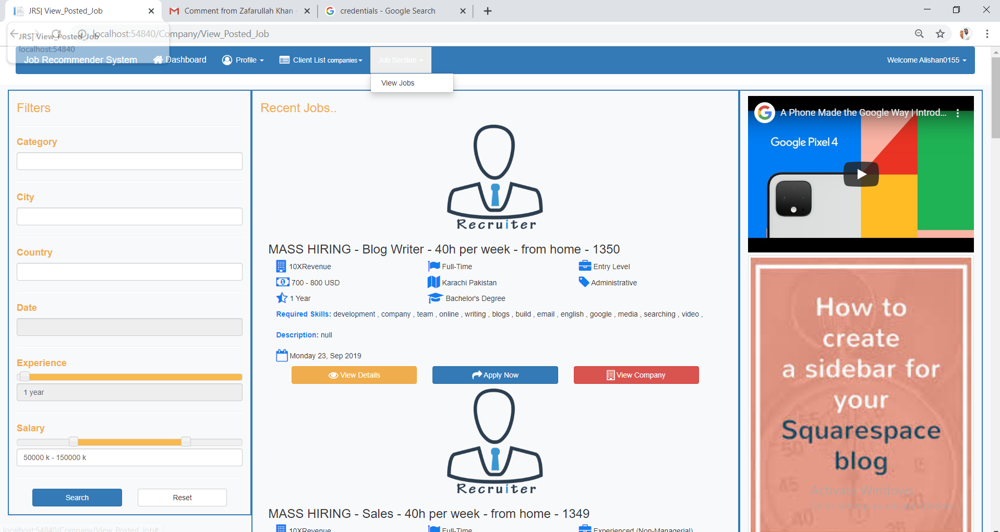 JRS| View_Posted_Job
Comment from Zafarullah Khan -
credentials - Google Search
localhost:54840/Company/View_Posted_Job
JRS| View_Posted_Job
localhost:54840
Job Recommender System
Dashboard
Profile
Client List companies
Job Section
Welcome Alishan0155
View Jobs
Filters
Category
City
Country
Date
Experience
1 year
Salary
50000 k - 150000 k
Search
Reset
Recent Jobs..
Recruiter
MASS HIRING - Blog Writer - 40h per week - from home - 1350
10XRevenue
Full-Time
Entry Level
700 - 800 USD
Karachi Pakistan
Administrative
1 Year
Bachelor's Degree
Required Skills: development , company , team , online , writing , blogs , build , email , english , google , media , searching , video ,
Description: null
Monday 23, Sep 2019
View Details
Apply Now
View Company
Recruiter
MASS HIRING - Sales - 40h per week - from home - 1349
10XRevenue
Full-Time
Experienced (Non-Managerial)
A Phone Made the Google Way | Introd...
Google Pixel 4
How to
create
a sidebar for
your
Squarespace
blog
Activate Windows
Go to Settings to activate Windows.
localhost:54840/Company/View_Posted_Job#